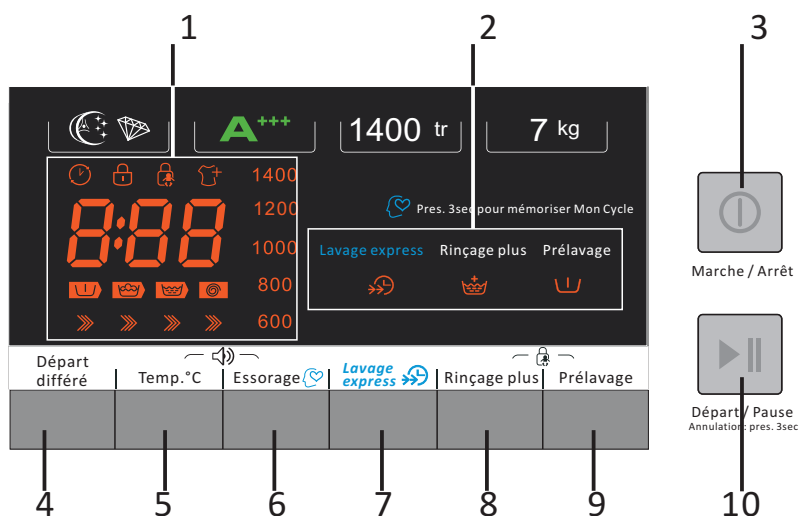 1 2 3
A+++ 1400 tr 7 kg
1400
1200
1000
800
600
8:88
Pres. 3sec pour mémoriser Mon Cycle
Lavage express Rinçage plus Prélavage
Marche / Arrêt
Départ
différé
Temp.°C
Essorage
Lavage
express
Rinçage plus
Prélavage
Départ / Pause
Annulation: pres. 3sec
4 5 6 7 8 9 10